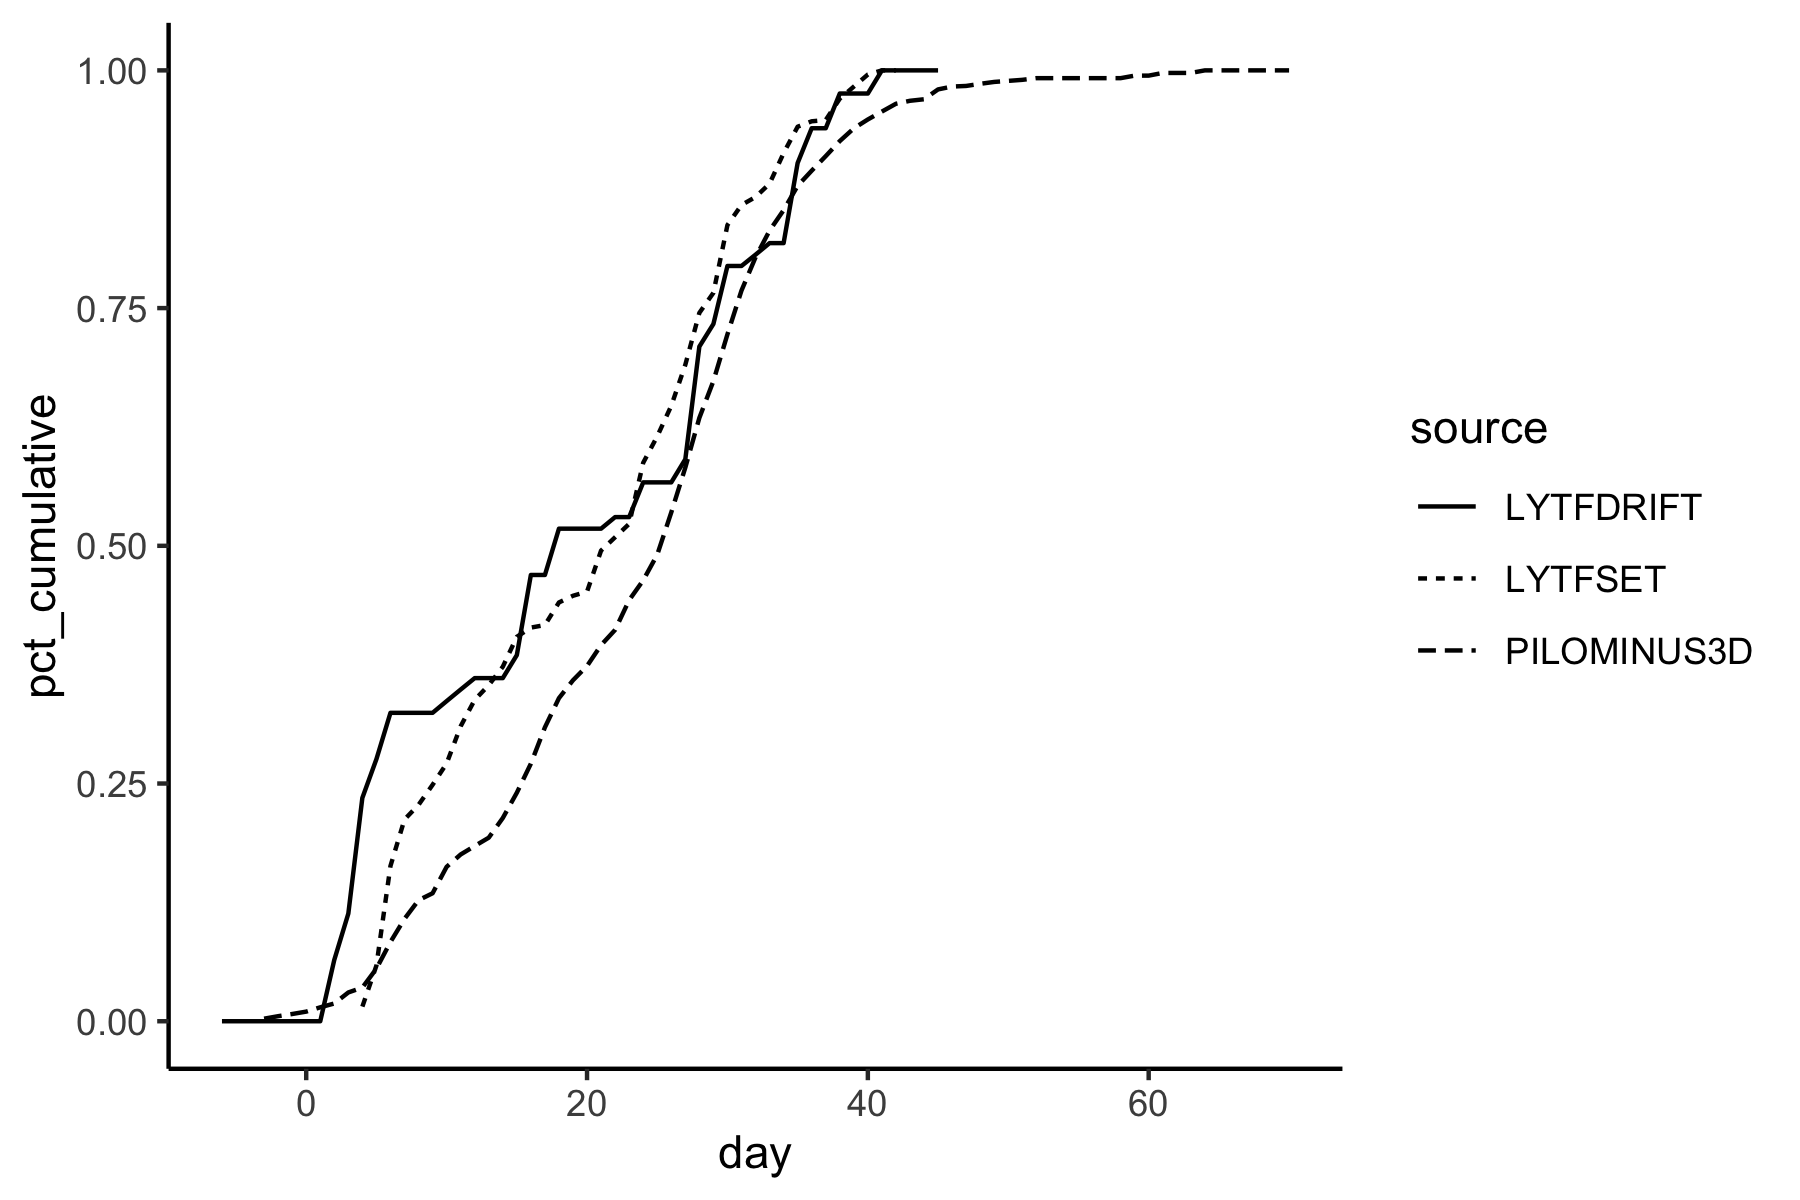 1.00
0.75
0.50
0.25
0.00
pct_cumulative
0 20 40 60
day
source
LYTFDRIFT
LYTFSET
PILOMINUS3D